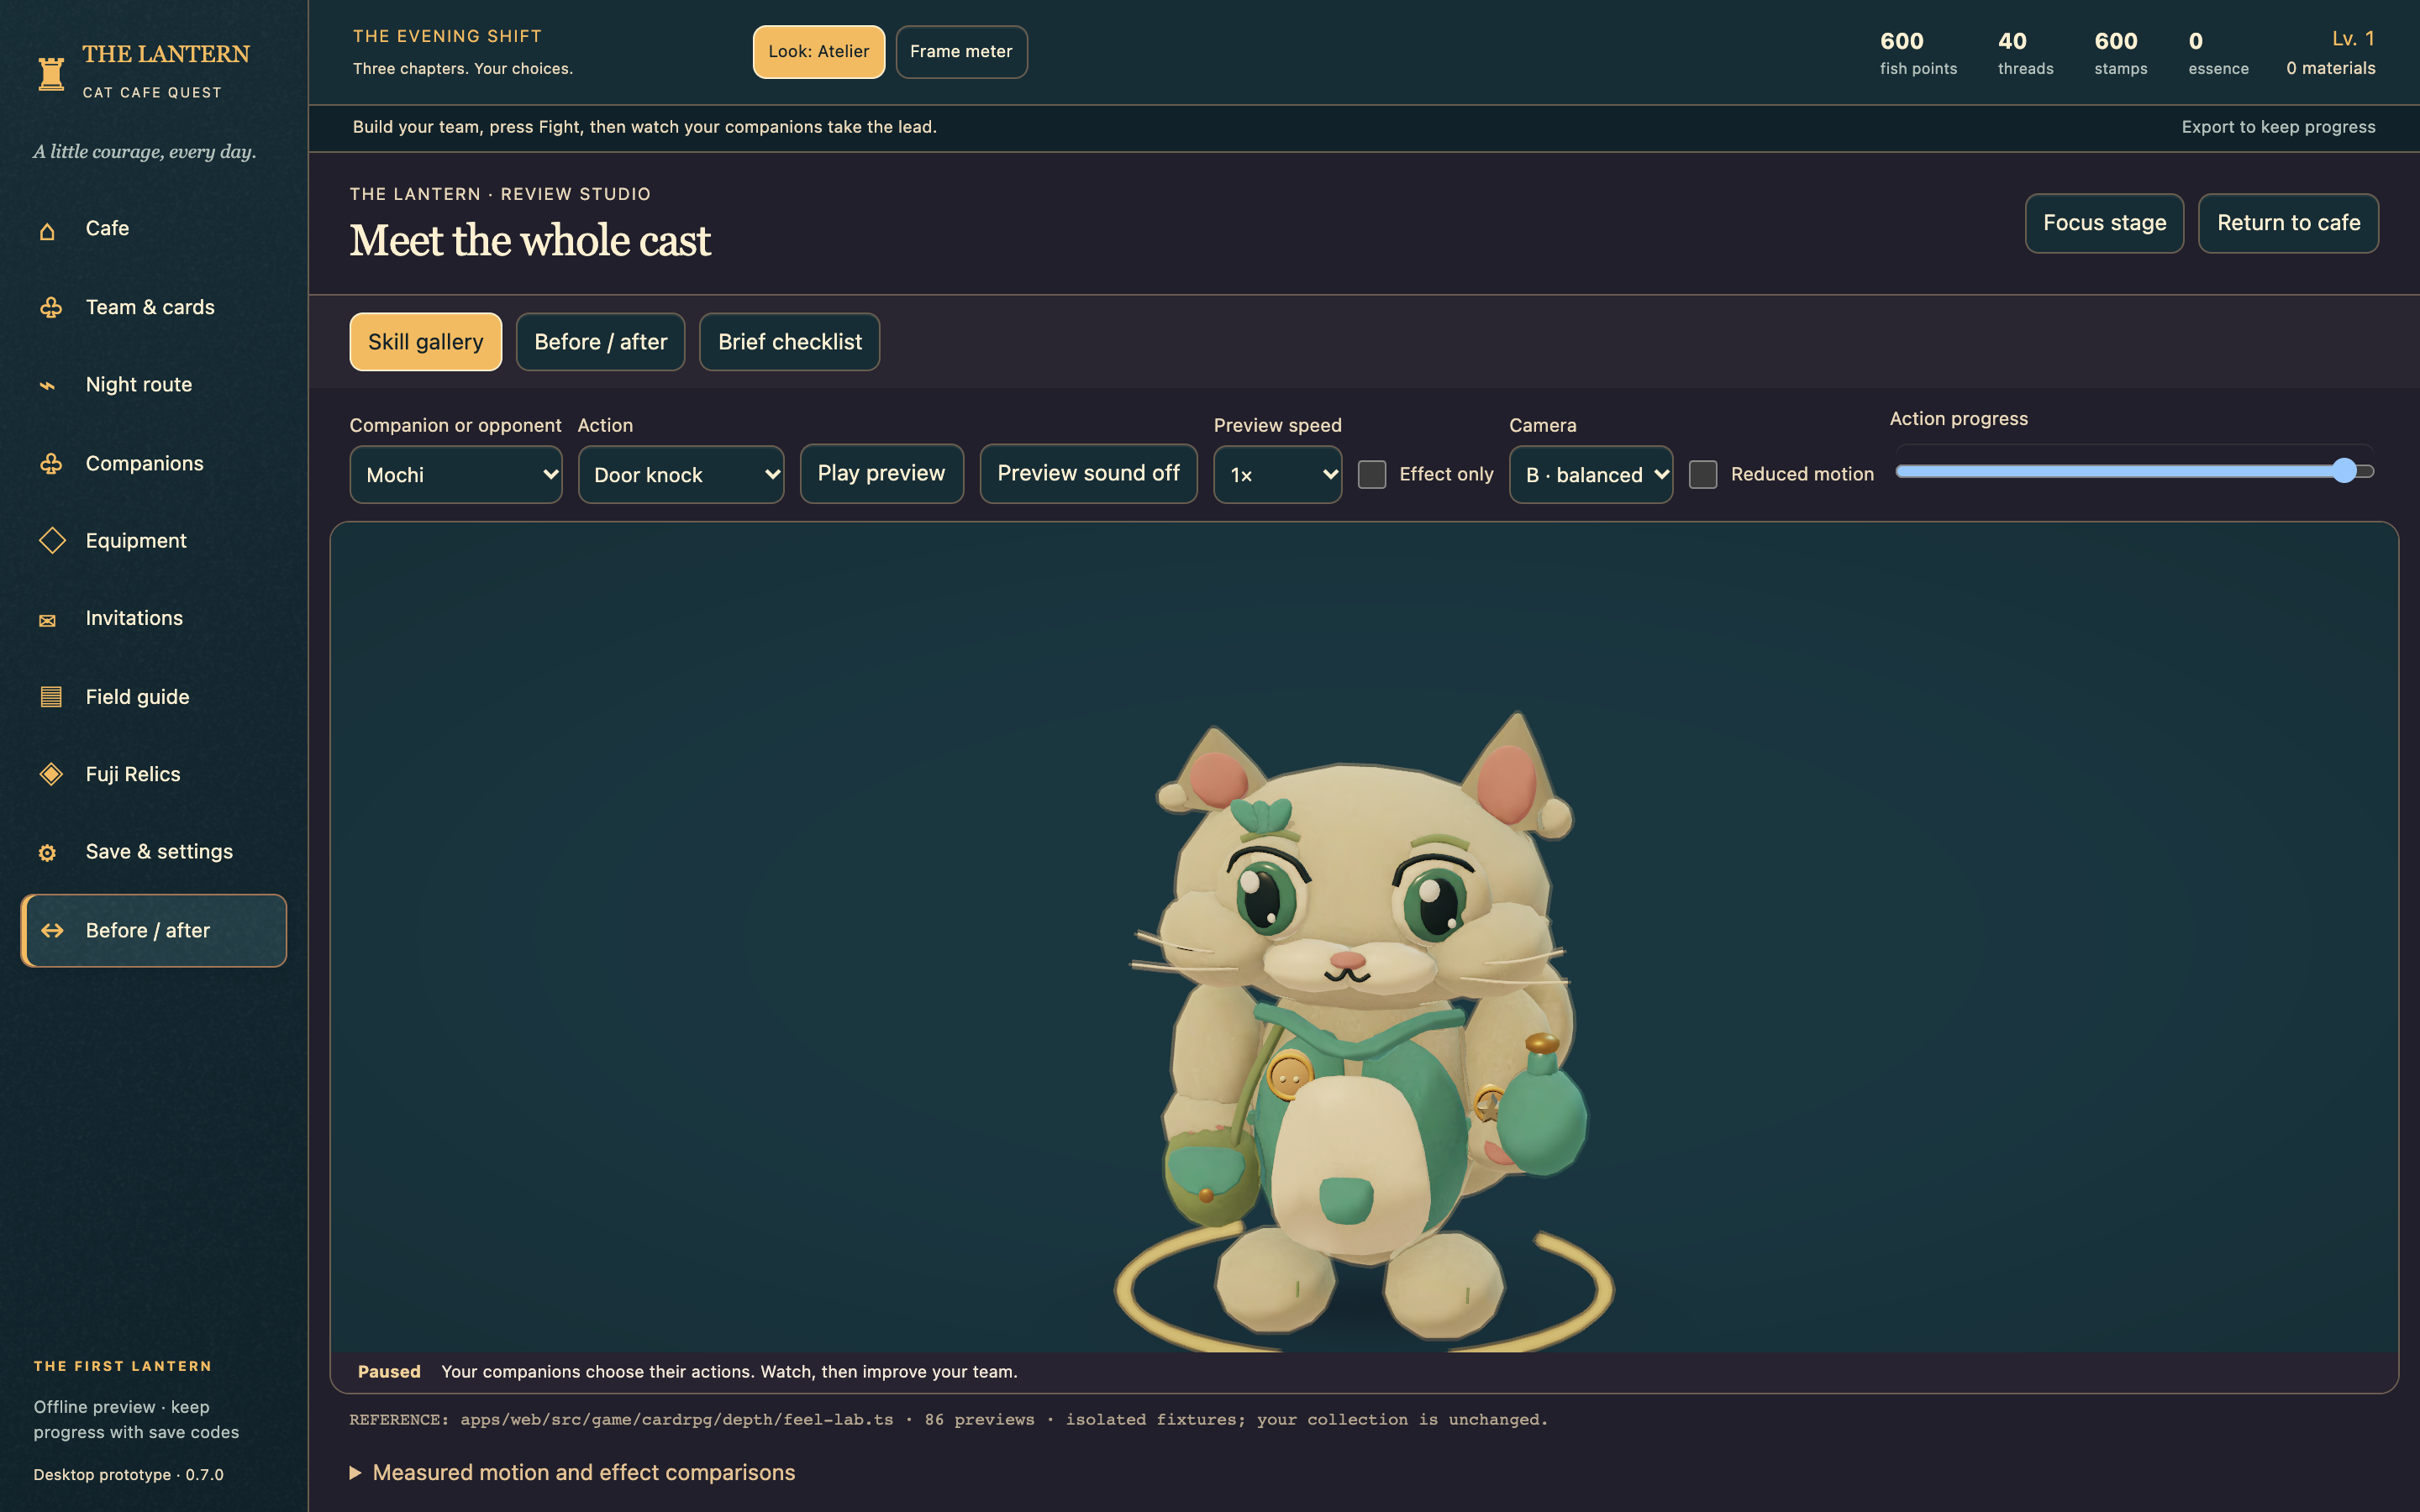 THE LANTERN
CAT CAFE QUEST
A little courage, every day.
Cafe
Team & cards
Night route
Companions
Equipment
Invitations
Field guide
Fuji Relics
Save & settings
Before / after
THE FIRST LANTERN
Offline preview · keep
progress with save codes
Desktop prototype · 0.7.0
THE EVENING SHIFT
Three chapters. Your choices.
Look: Atelier
Frame meter
600
fish points
40
threads
600
stamps
0
essence
Lv. 1
0 materials
Build your team, press Fight, then watch your companions take the lead.
Export to keep progress
THE LANTERN · REVIEW STUDIO
Meet the whole cast
Focus stage
Return to cafe
Skill gallery
Before / after
Brief checklist
Companion or opponent
Mochi
Action
Door knock
Play preview
Preview sound off
Preview speed
1×
Effect only
Camera
B · balanced
Reduced motion
Action progress
Paused Your companions choose their actions. Watch, then improve your team.
REFERENCE: apps/web/src/game/cardrpg/depth/feel-lab.ts · 86 previews · isolated fixtures; your collection is unchanged.
Measured motion and effect comparisons